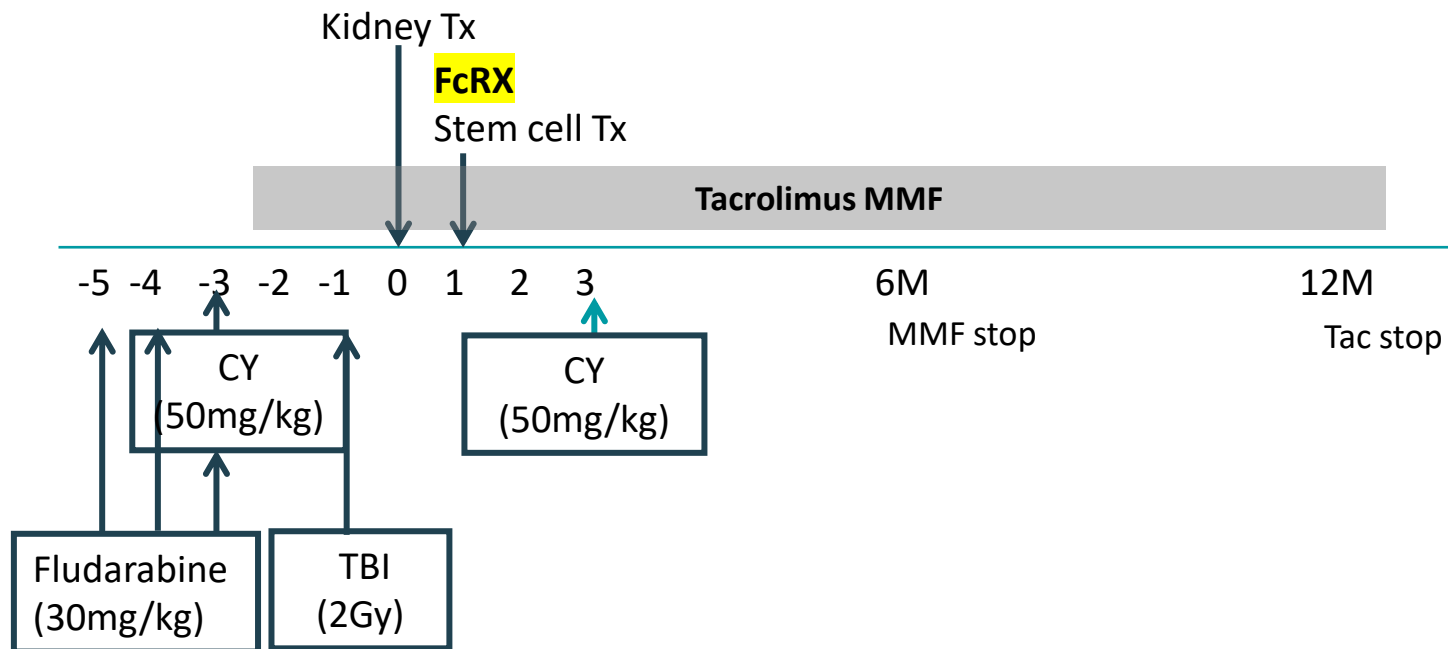 Kidney Tx
FcRX
Stem cell Tx
Tacrolimus MMF
-5 -4 -3 -2 -1 0 1 2 3 6M 12M
MMF stop Tac stop
CY
(50mg/kg)
CY
(50mg/kg)
Fludarabine
(30mg/kg)
TBI
(2Gy)